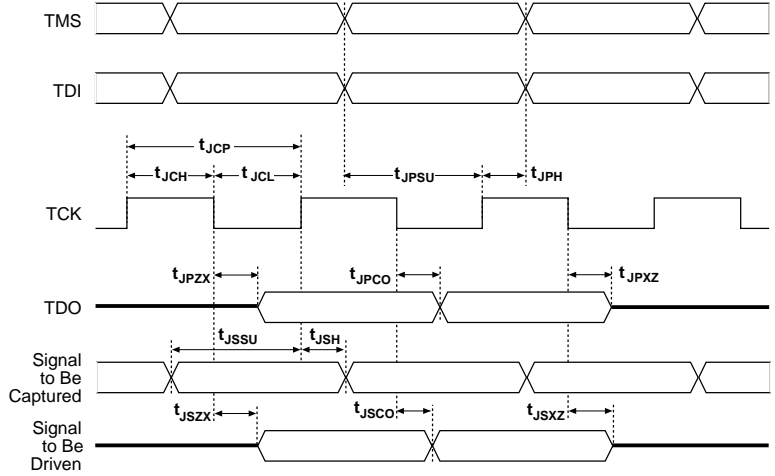 TMS
TDI
tJCP
tJCH
tJCL
tJPSU
tJPH
TCK
tJPZX
tJPCO
tJPXZ
TDO
tJSSU
tJSH
Signal
to Be
Captured
tJSZX
tJSCO
tJSXZ
Signal
to Be
Driven